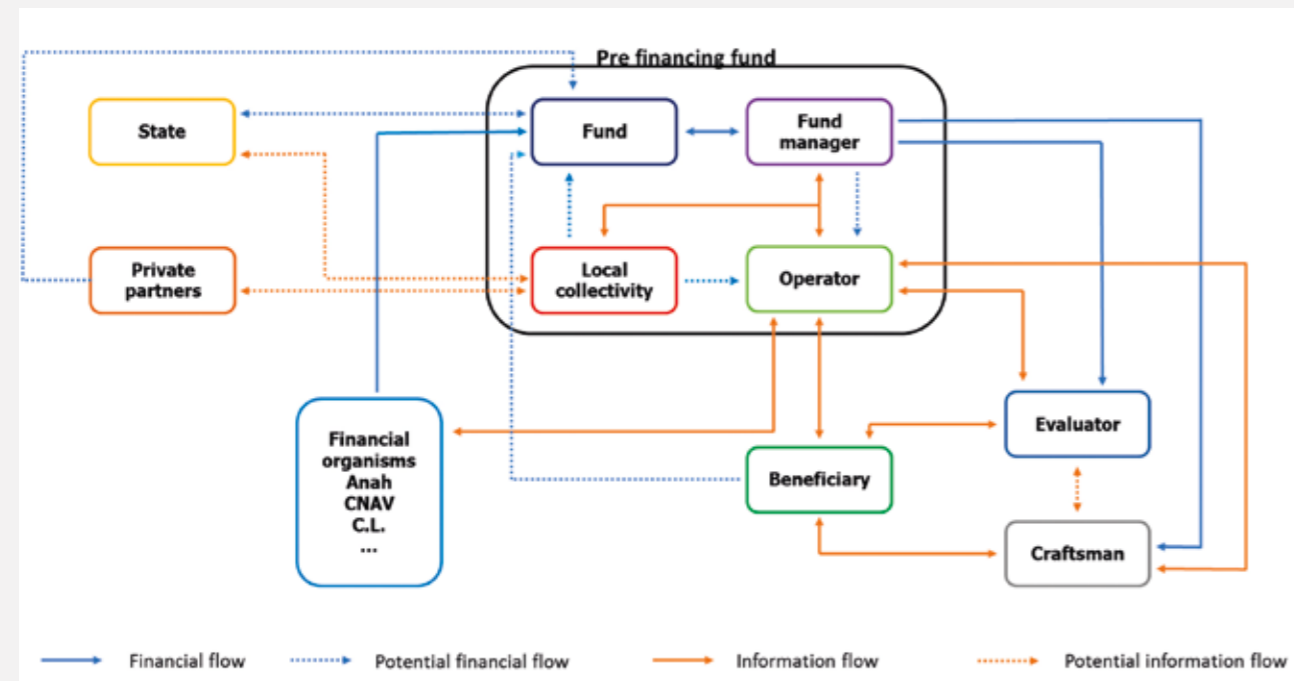 Pre financing fund
State
Fund
Fund
manager
Private
partners
Local
collectivity
Operator
Financial
organisms
Anah
CNAV
C.L.
...
Evaluator
Beneficiary
Craftsman
Financial flow
Potential financial flow
Information flow
Potential information flow